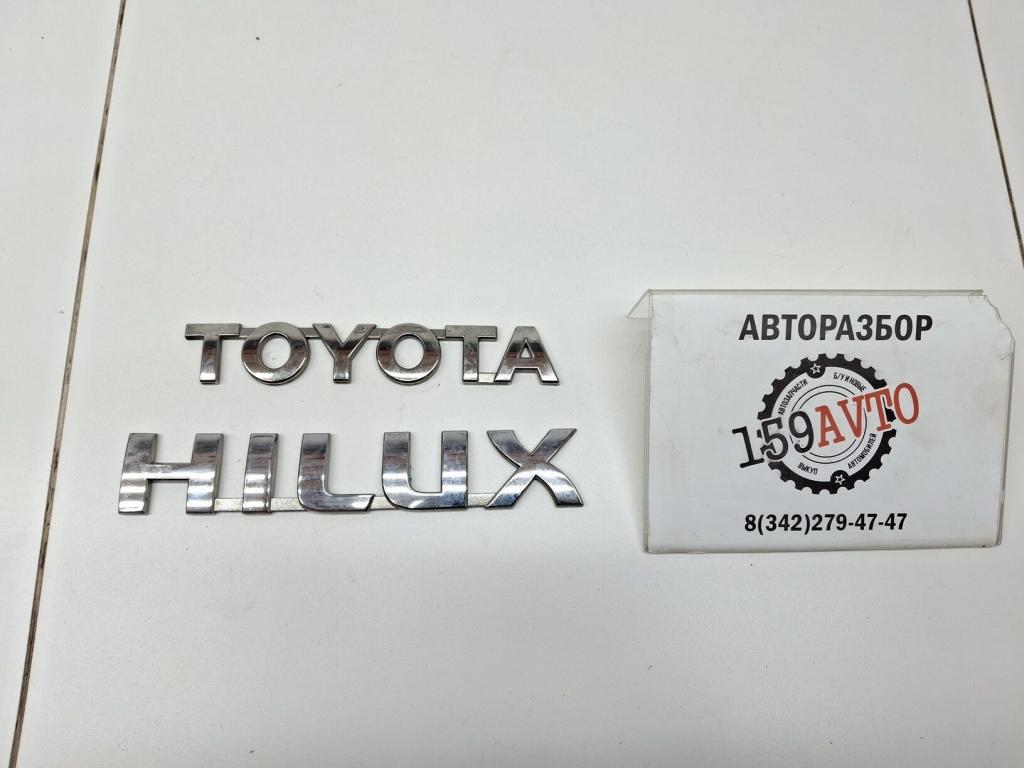 TOYOTA
HILUX
АВТОРАЗБОР
АВТОЗАПЧАСТИ
Б/У И НОВЫЕ
159AVTO
ВЫКУП
АВТОМОБИЛЕЙ
8(342)279-47-47